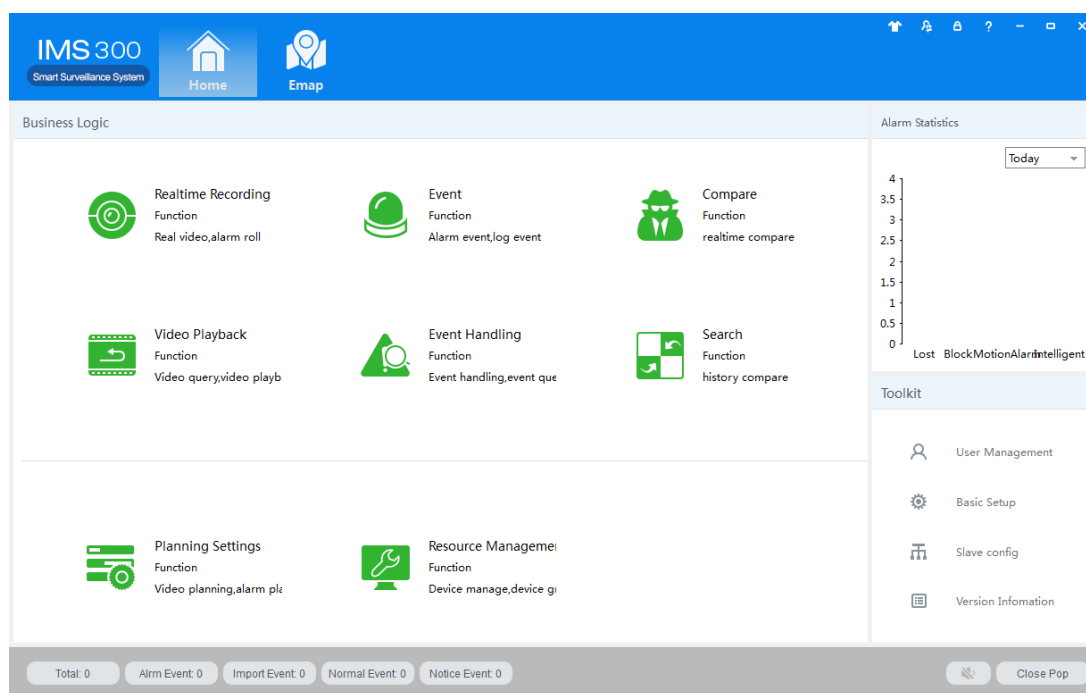 IMS 300
Smart Surveillance System
Home
Emap
?
Business Logic
Realtime Recording
Function
Real video,alarm roll
Event
Function
Alarm event,log event
Compare
Function
realtime compare
Video Playback
Function
Video query,video playb
Event Handling
Function
Event handling,event que
Search
Function
history compare
Planning Settings
Function
Video planning,alarm pla
Resource Managemen
Function
Device manage,device gr
Alarm Statistics
Today
4
3.5
3
2.5
2
1.5
1
0.5
0
Lost Block Motion Alarm Intelligent
Toolkit
User Management
Basic Setup
Slave config
Version Infomation
Total: 0
Alrm Event: 0
Import Event: 0
Normal Event: 0
Notice Event: 0
Close Pop